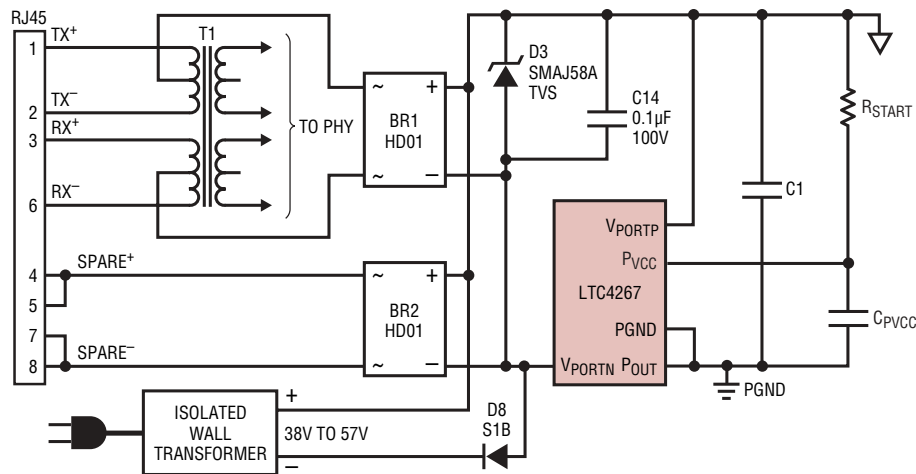 RJ45
1
TX+
2
TX−
3
RX+
6
RX−
4
SPARE+
5
7
8
SPARE−
T1
TO PHY
~
+
BR1
HD01
~
−
~
+
BR2
HD01
~
−
D3
SMAJ58A
TVS
C14
0.1µF
100V
RSTART
C1
VPORTP
PVCC
LTC4267
PGND
VPORTN POUT
CPVCC
PGND
ISOLATED
WALL
TRANSFORMER
+
38V TO 57V
−
D8
S1B